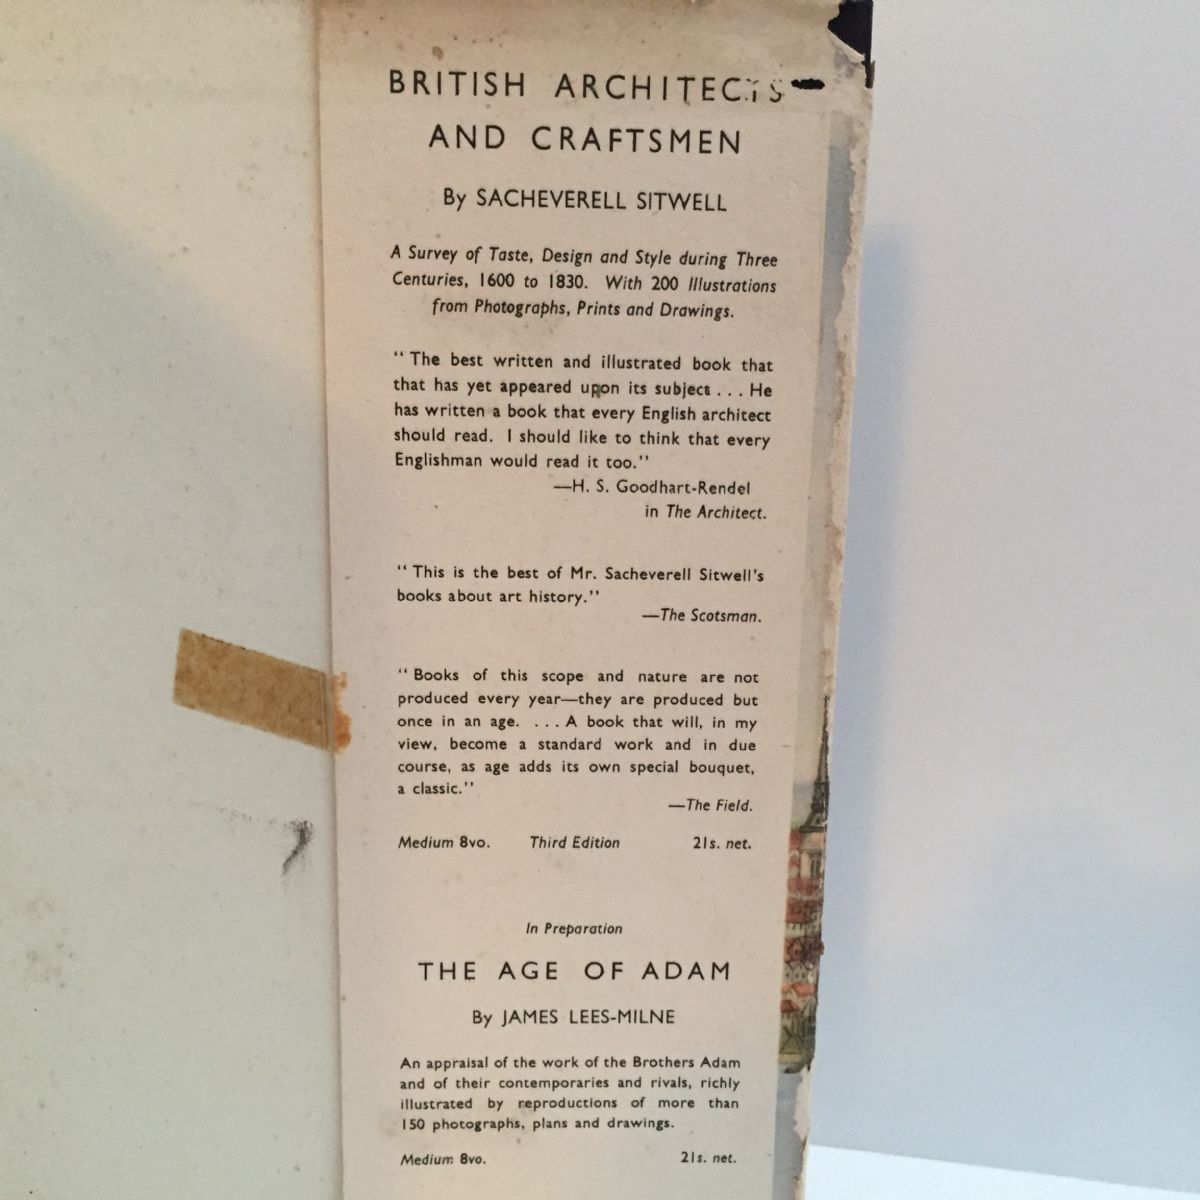 BRITISH ARCHITECTS
AND CRAFTSMEN
By SACHEVERELL SITWELL
A Survey of Taste, Design and Style during Three
Centuries, 1600 to 1830. With 200 Illustrations
from Photographs, Prints and Drawings.
“The best written and illustrated book that
that has yet appeared upon its subject . . . He
has written a book that every English architect
should read. I should like to think that every
Englishman would read it too.”
—H. S. Goodhart-Rendel
in The Architect.
“This is the best of Mr. Sacheverell Sitwell’s
books about art history.”
—The Scotsman.
“Books of this scope and nature are not
produced every year—they are produced but
once in an age. . . . A book that will, in my
view, become a standard work and in due
course, as age adds its own special bouquet,
a classic.”
—The Field.
Medium 8vo. Third Edition 21s. net.
In Preparation
THE AGE OF ADAM
By JAMES LEES-MILNE
An appraisal of the work of the Brothers Adam
and of their contemporaries and rivals, richly
illustrated by reproductions of more than
150 photographs, plans and drawings.
Medium 8vo. 21s. net.